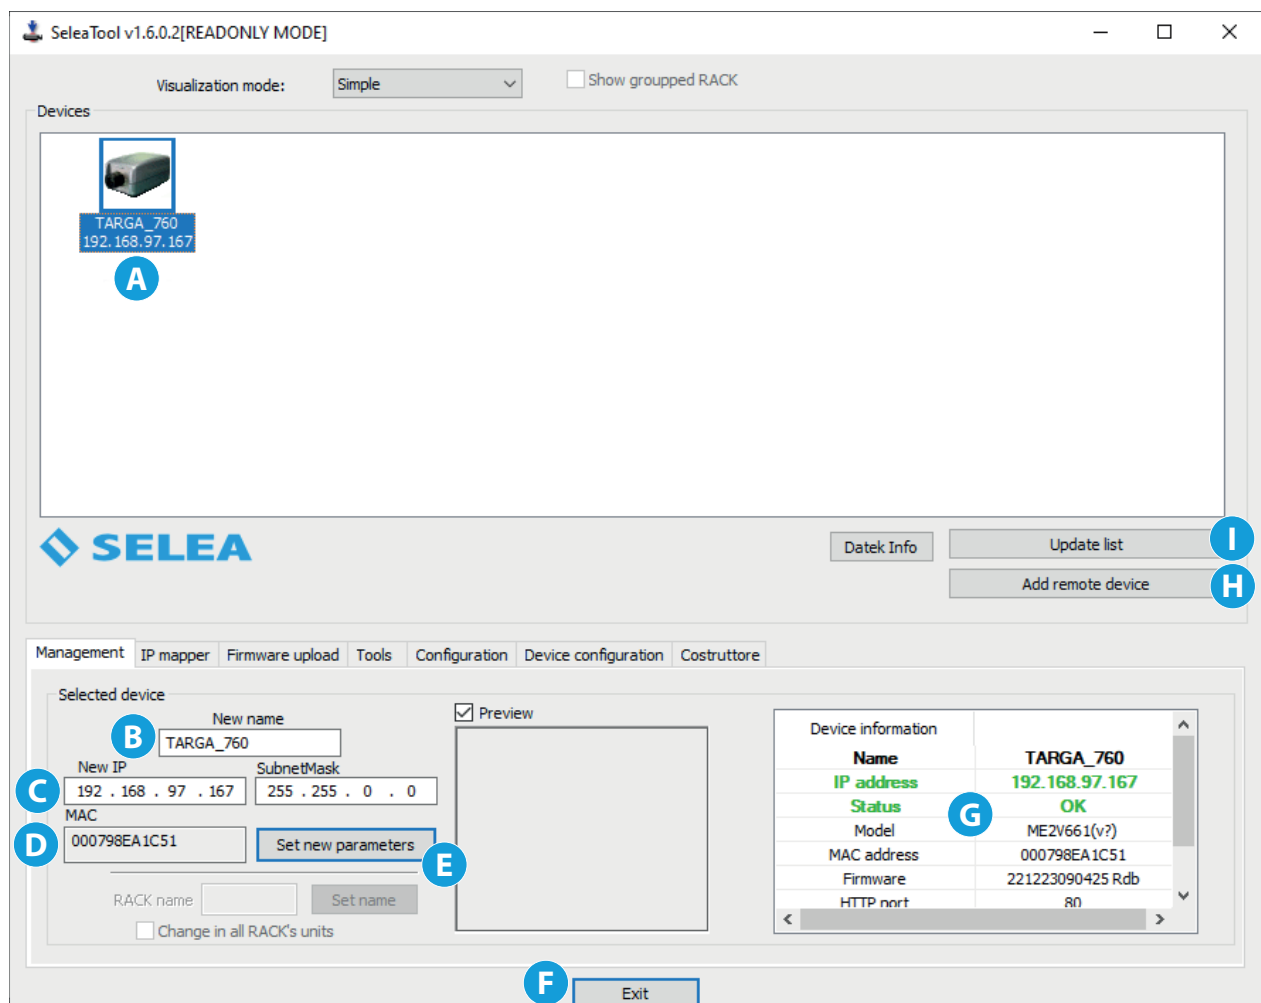 SeleaTool v1.6.0.2[READONLY MODE]
Visualization mode: Simple Show groupped RACK
Devices
TARGA_760
192.168.97.167
A
SELEA
Datek Info Update list I
Add remote device H
Management IP mapper Firmware upload Tools Configuration Device configuration Costruttore
Selected device
New name
B TARGA_760
New IP SubnetMask
C 192 . 168 . 97 . 167 255 . 255 . 0 . 0
MAC
D 000798EA1C51 Set new parameters E
RACK name Set name
Change in all RACK's units
Preview
Device information
Name TARGA_760
IP address 192.168.97.167
Status OK
G
Model ME2V661(v?)
MAC address 000798EA1C51
Firmware 221223090425 Rdb
HTTP port 80
F Exit